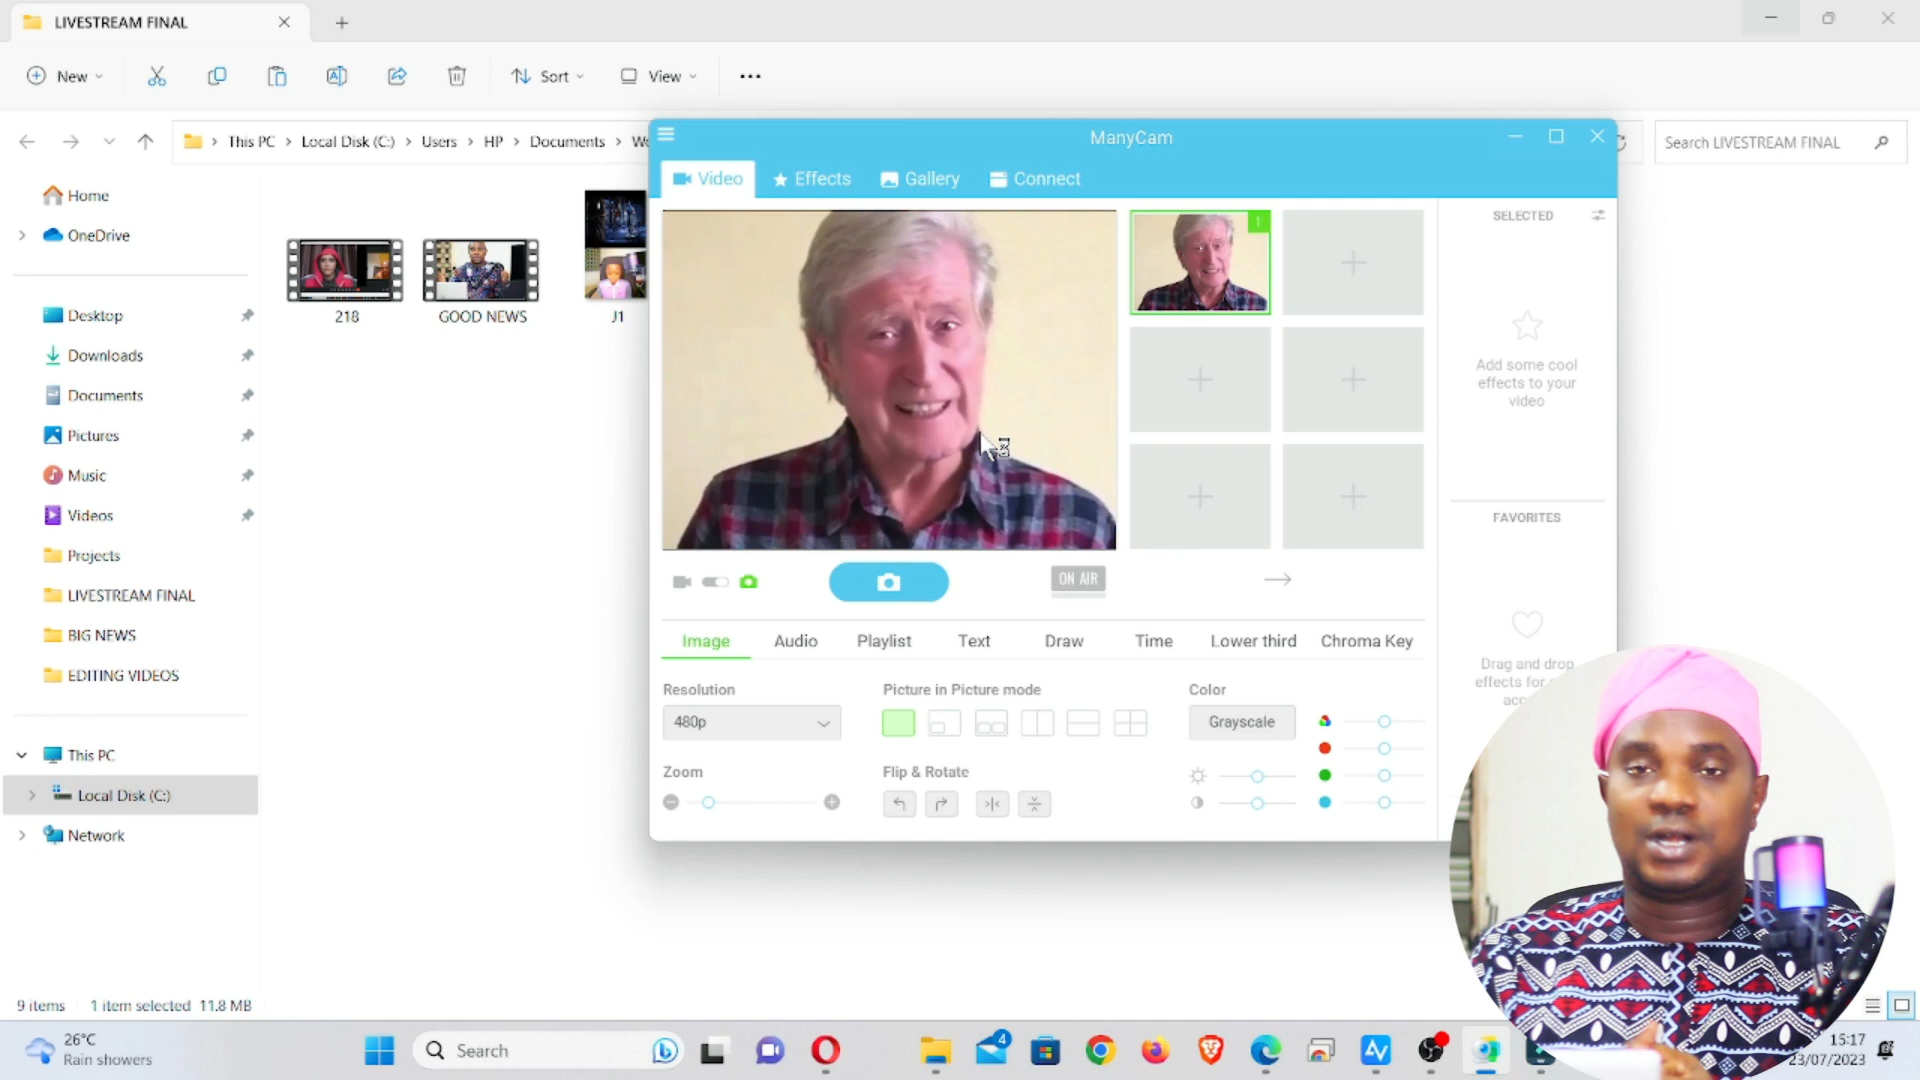 LIVESTREAM FINAL
New
Sort
View
This PC
Local Disk (C:)
Users
HP
Documents
Search LIVESTREAM FINAL
Home
OneDrive
Desktop
Downloads
Documents
Pictures
Music
Videos
Projects
LIVESTREAM FINAL
BIG NEWS
EDITING VIDEOS
This PC
Local Disk (C:)
Network
218
GOOD NEWS
J1
ManyCam
Video
Effects
Gallery
Connect
1
SELECTED
Add some cool
effects to your
video
FAVORITES
Drag and drop
effects for
ON AIR
Image
Audio
Playlist
Text
Draw
Time
Lower third
Chroma Key
Resolution
480p
Zoom
Picture in Picture mode
Flip & Rotate
Color
Grayscale
9 items
1 item selected 11.8 MB
26°C
Rain showers
Search
4
15:17
23/07/2023